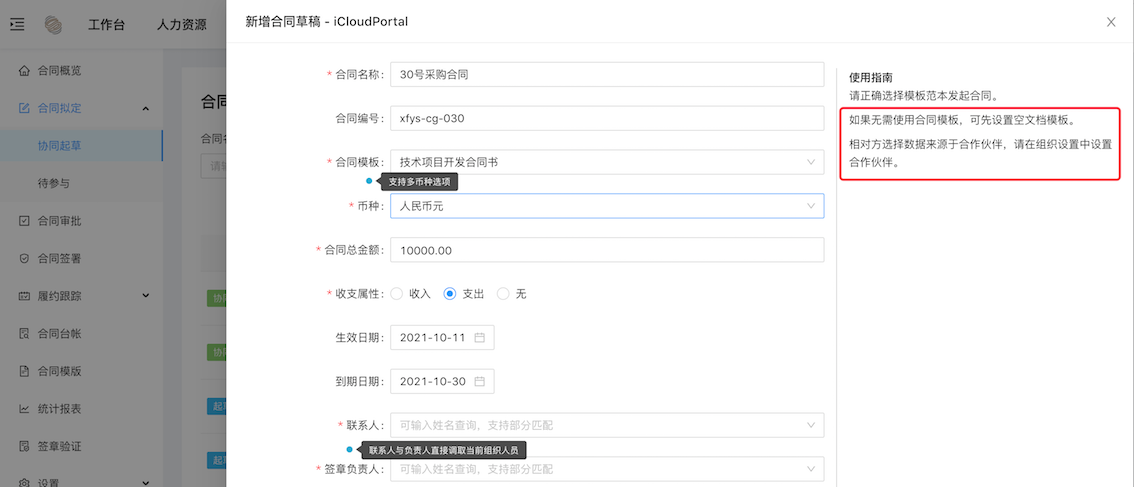 工作台
人力资源
新增合同草稿 - iCloudPortal
合同概览
合同拟定
协同起草
待参与
合同审批
合同签署
履约跟踪
合同台帐
合同模版
统计报表
签章验证
设置
合同
合同名
请输
协同
协同
起草
起草
* 合同名称: 30号采购合同
合同编号: xfys-cg-030
* 合同模板: 技术项目开发合同书
支持多币种选项
* 币种: 人民币元
* 合同总金额: 10000.00
* 收支属性: 收入 支出 无
生效日期: 2021-10-11
到期日期: 2021-10-30
* 联系人: 可输入姓名查询，支持部分匹配
联系人与负责人直接调取当前组织人员
* 签章负责人: 可输入姓名查询，支持部分匹配
使用指南
请正确选择模板范本发起合同。
如果无需使用合同模板，可先设置空文档模板。
相对方选择数据来源于合作伙伴，请在组织设置中设置
合作伙伴。